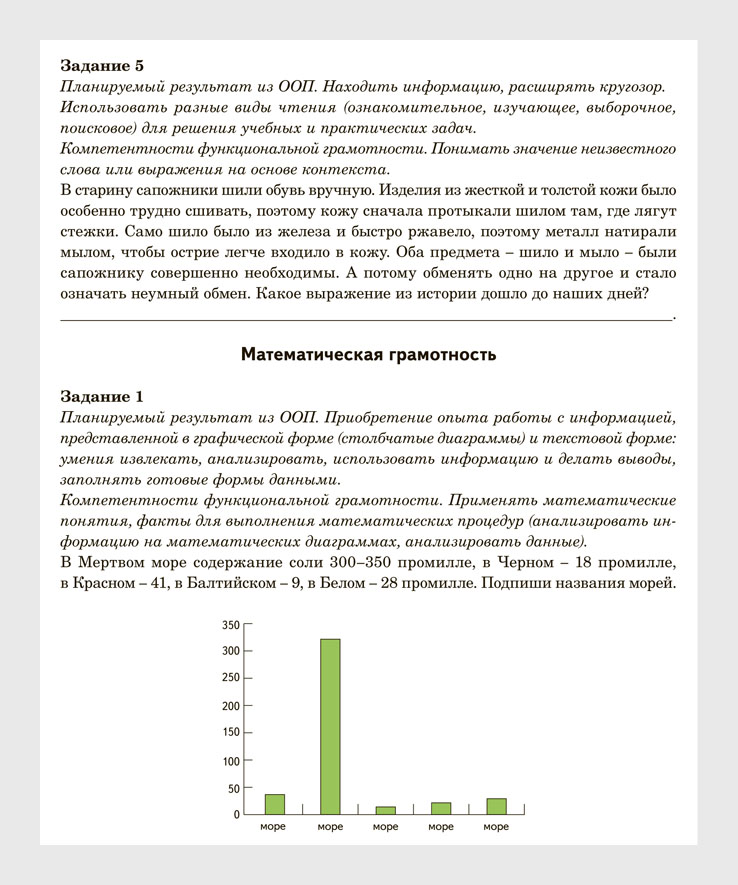 Задание 5
Планируемый результат из ООП. Находить информацию, расширять кругозор.
Использовать разные виды чтения (ознакомительное, изучающее, выборочное,
поисковое) для решения учебных и практических задач.
Компетентности функциональной грамотности. Понимать значение неизвестного
слова или выражения на основе контекста.
В старину сапожники шили обувь вручную. Изделия из жесткой и толстой кожи было
особенно трудно сшивать, поэтому кожу сначала протыкали шилом там, где лягут
стежки. Само шило было из железа и быстро ржавело, поэтому металл натирали
мылом, чтобы острие легче входило в кожу. Оба предмета – шило и мыло – были
сапожнику совершенно необходимы. А потому обменять одно на другое и стало
означать неумный обмен. Какое выражение из истории дошло до наших дней?
.
Математическая грамотность
Задание 1
Планируемый результат из ООП. Приобретение опыта работы с информацией,
представленной в графической форме (столбчатые диаграммы) и текстовой форме:
умения извлекать, анализировать, использовать информацию и делать выводы,
заполнять готовые формы данными.
Компетентности функциональной грамотности. Применять математические
понятия, факты для выполнения математических процедур (анализировать ин-
формацию на математических диаграммах, анализировать данные).
В Мертвом море содержание соли 300–350 промилле, в Черном – 18 промилле,
в Красном – 41, в Балтийском – 9, в Белом – 28 промилле. Подпиши названия морей.
350
300
250
200
150
100
50
0
море море море море море